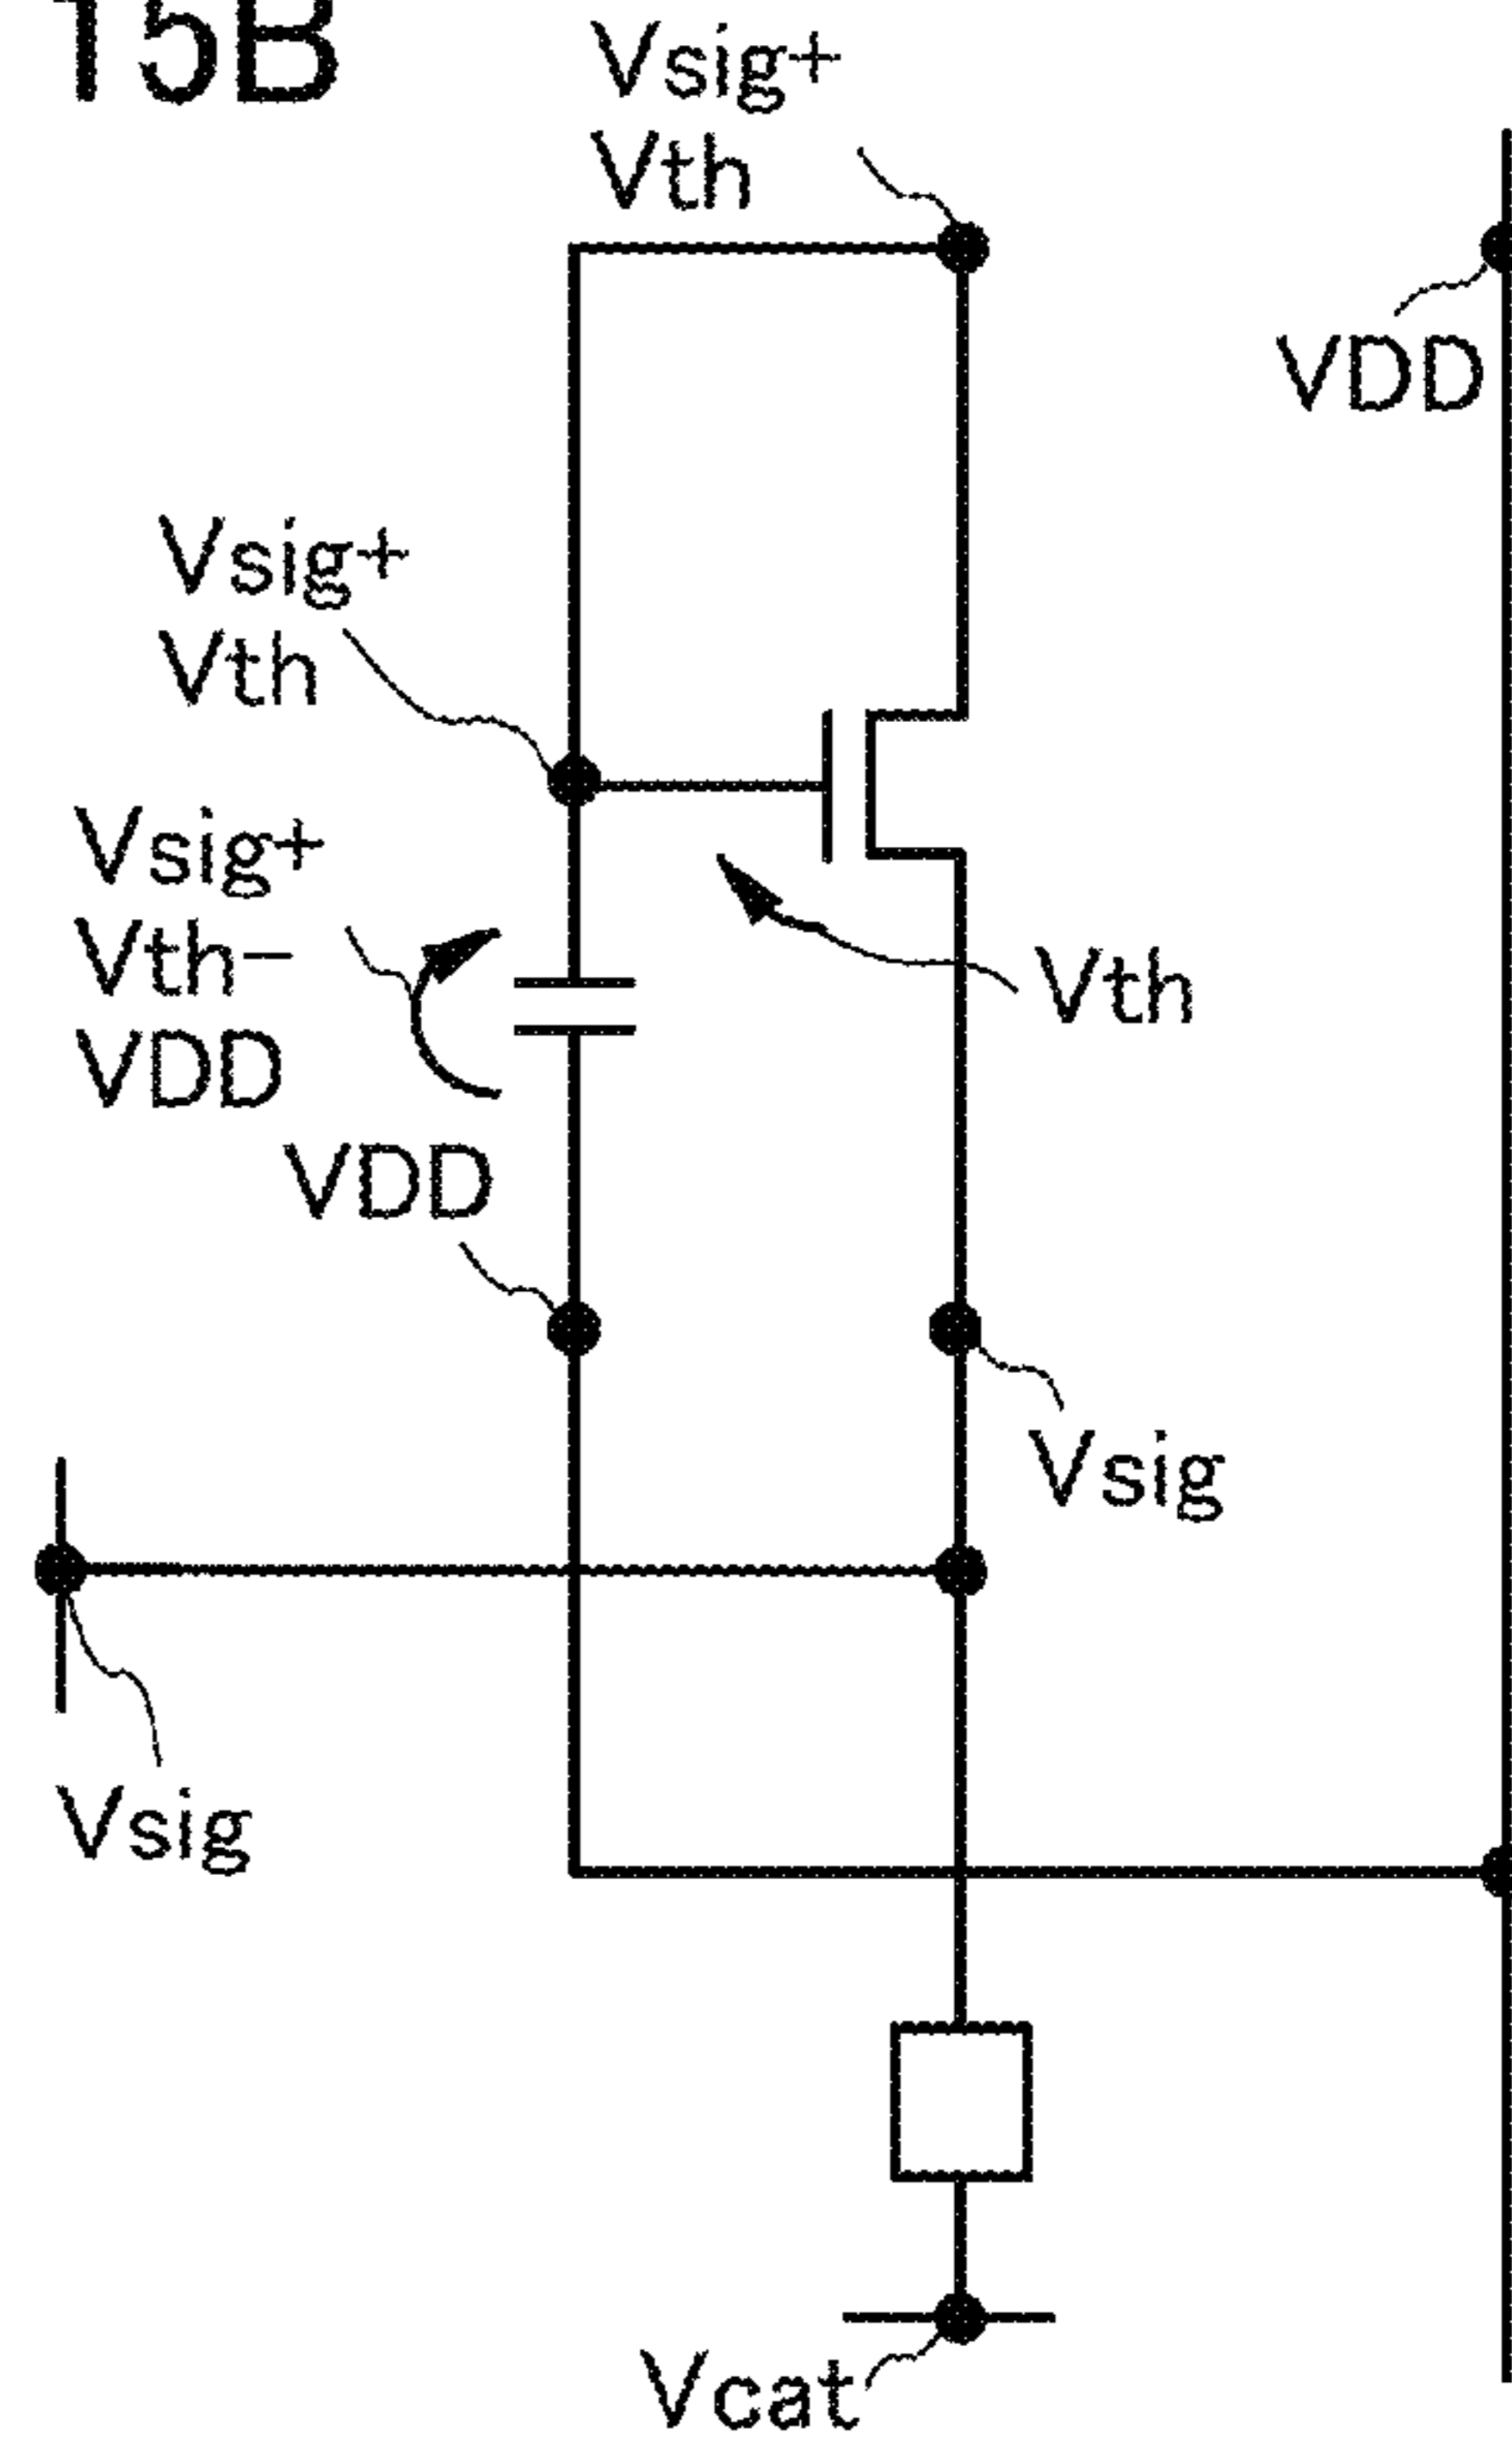 15B
Vsig+
Vth
VDD
Vsig+
Vth
Vsig+
Vth−
VDD
Vth
VDD
Vsig
Vsig
Vcat